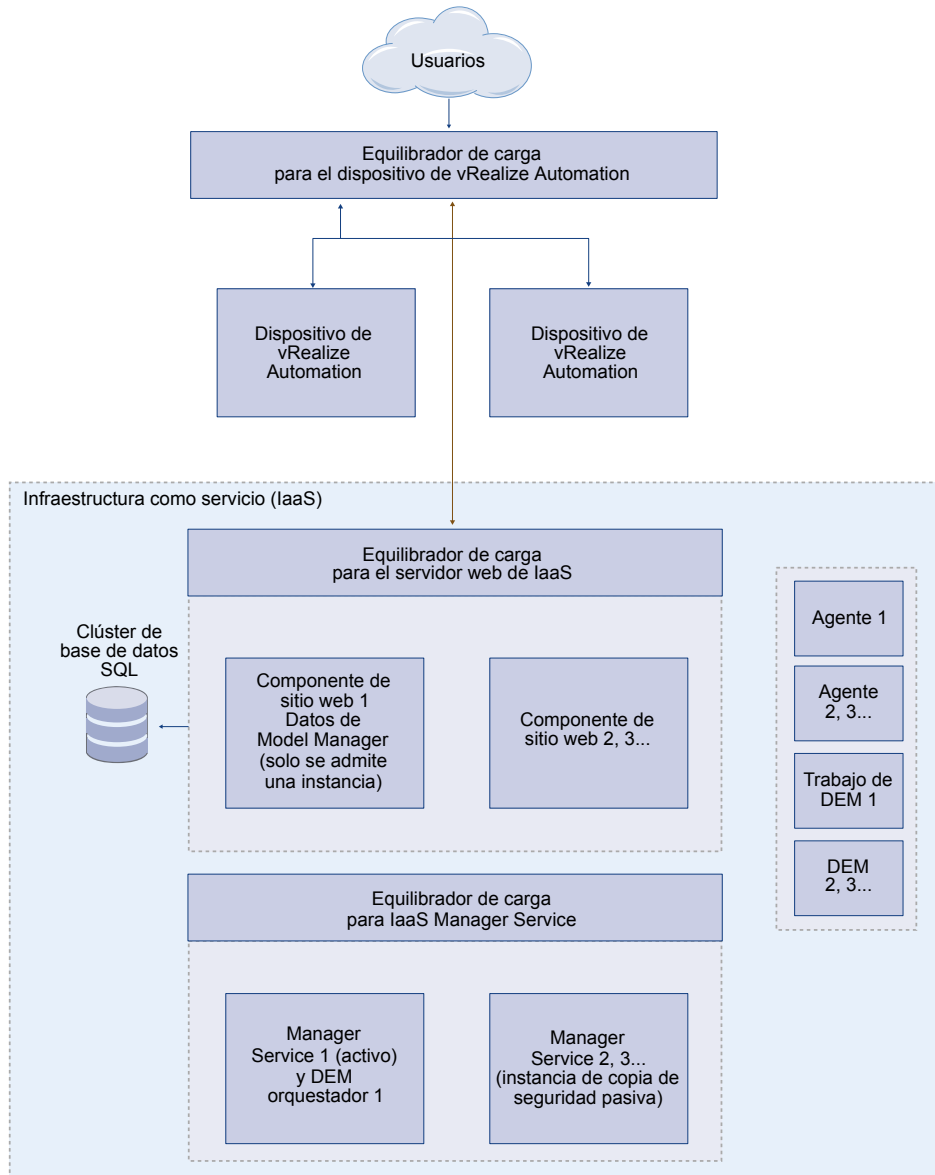 Usuarios
Equilibrador de carga
para el dispositivo de vRealize Automation
Dispositivo de
vRealize
Automation
Dispositivo de
vRealize
Automation
Infraestructura como servicio (IaaS)
Equilibrador de carga
para el servidor web de IaaS
Clúster de
base de datos
SQL
Componente de
sitio web 1
Datos de
Model Manager
(solo se admite
una instancia)
Componente de
sitio web 2, 3...
Agente 1
Agente
2, 3...
Trabajo de
DEM 1
DEM
2, 3...
Equilibrador de carga
para IaaS Manager Service
Manager
Service 1 (activo)
y DEM
orquestador 1
Manager
Service 2, 3...
(instancia de copia de
seguridad pasiva)